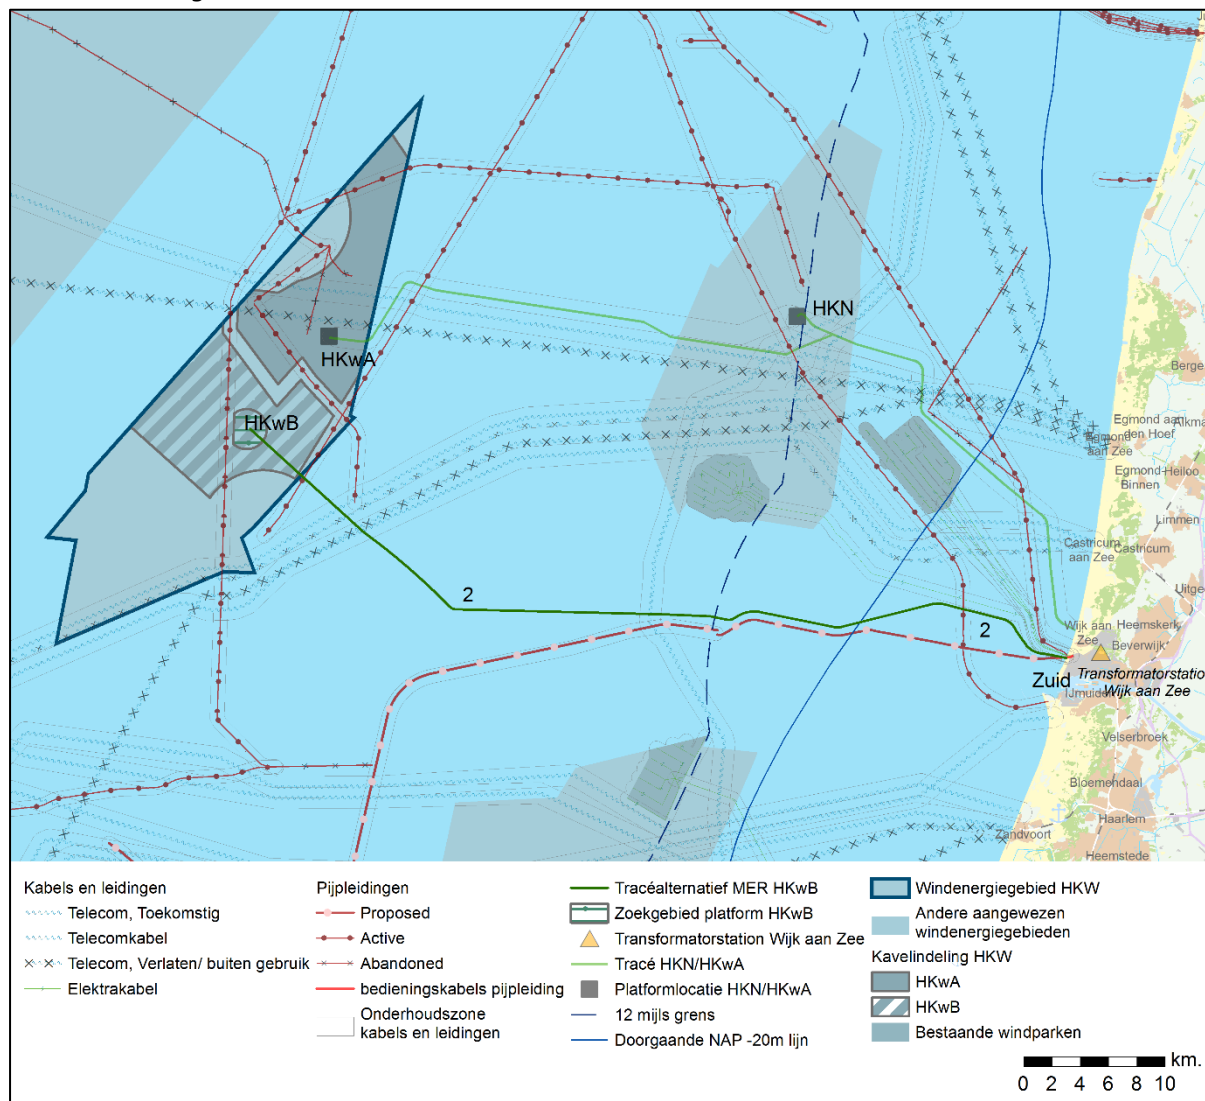 HKN
HKwA
HKwB
2
2
Zuid
Berge
Egmond aan
den Hoef
Alkma
Egmond
aan Zee
Egmond-
Binnen
Heiloo
Limmen
Castricum
aan Zee
Castricum
Uitge
Wijk aan
Zee
Heemskerk
Beverwijk
Transformatorstation
Wijk aan Zee
IJmuiden
Velserbroek
Bloemendaal
Haarlem
Zandvoort
Heemstede
Kabels en leidingen
Telecom, Toekomstig
Telecomkabel
Telecom, Verlaten/ buiten gebruik
Elektrakabel
Pijpleidingen
Proposed
Active
Abandoned
bedieningskabels pijpleiding
Onderhoudszone
kabels en leidingen
Tracéalternatief MER HKwB
Zoekgebied platform HKwB
Transformatorstation Wijk aan Zee
Tracé HKN/HKwA
Platformlocatie HKN/HKwA
12 mijls grens
Doorgaande NAP -20m lijn
Windenergiegebied HKW
Andere aangewezen
windenergiegebieden
Kavelindeling HKW
HKwA
HKwB
Bestaande windparken
km.
0 2 4 6 8 10